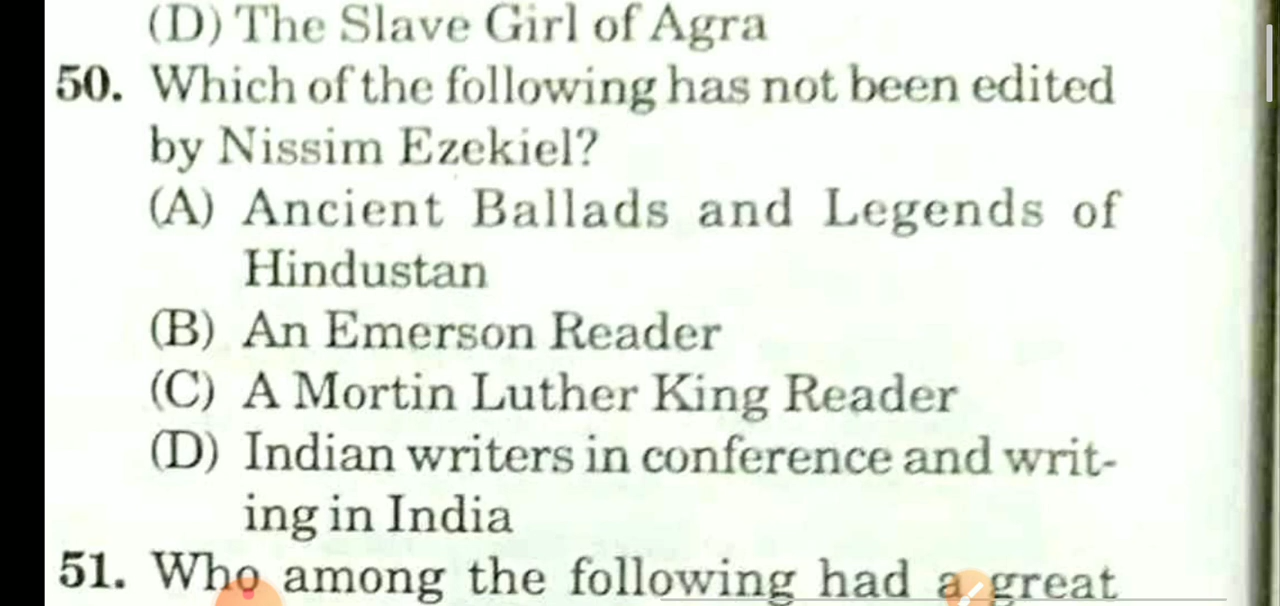 (D) The Slave Girl of Agra
50. Which of the following has not been edited
by Nissim Ezekiel?
(A) Ancient Ballads and Legends of
Hindustan
(B) An Emerson Reader
(C) A Mortin Luther King Reader
(D) Indian writers in conference and writ-
ing in India
51. Who among the following had a great